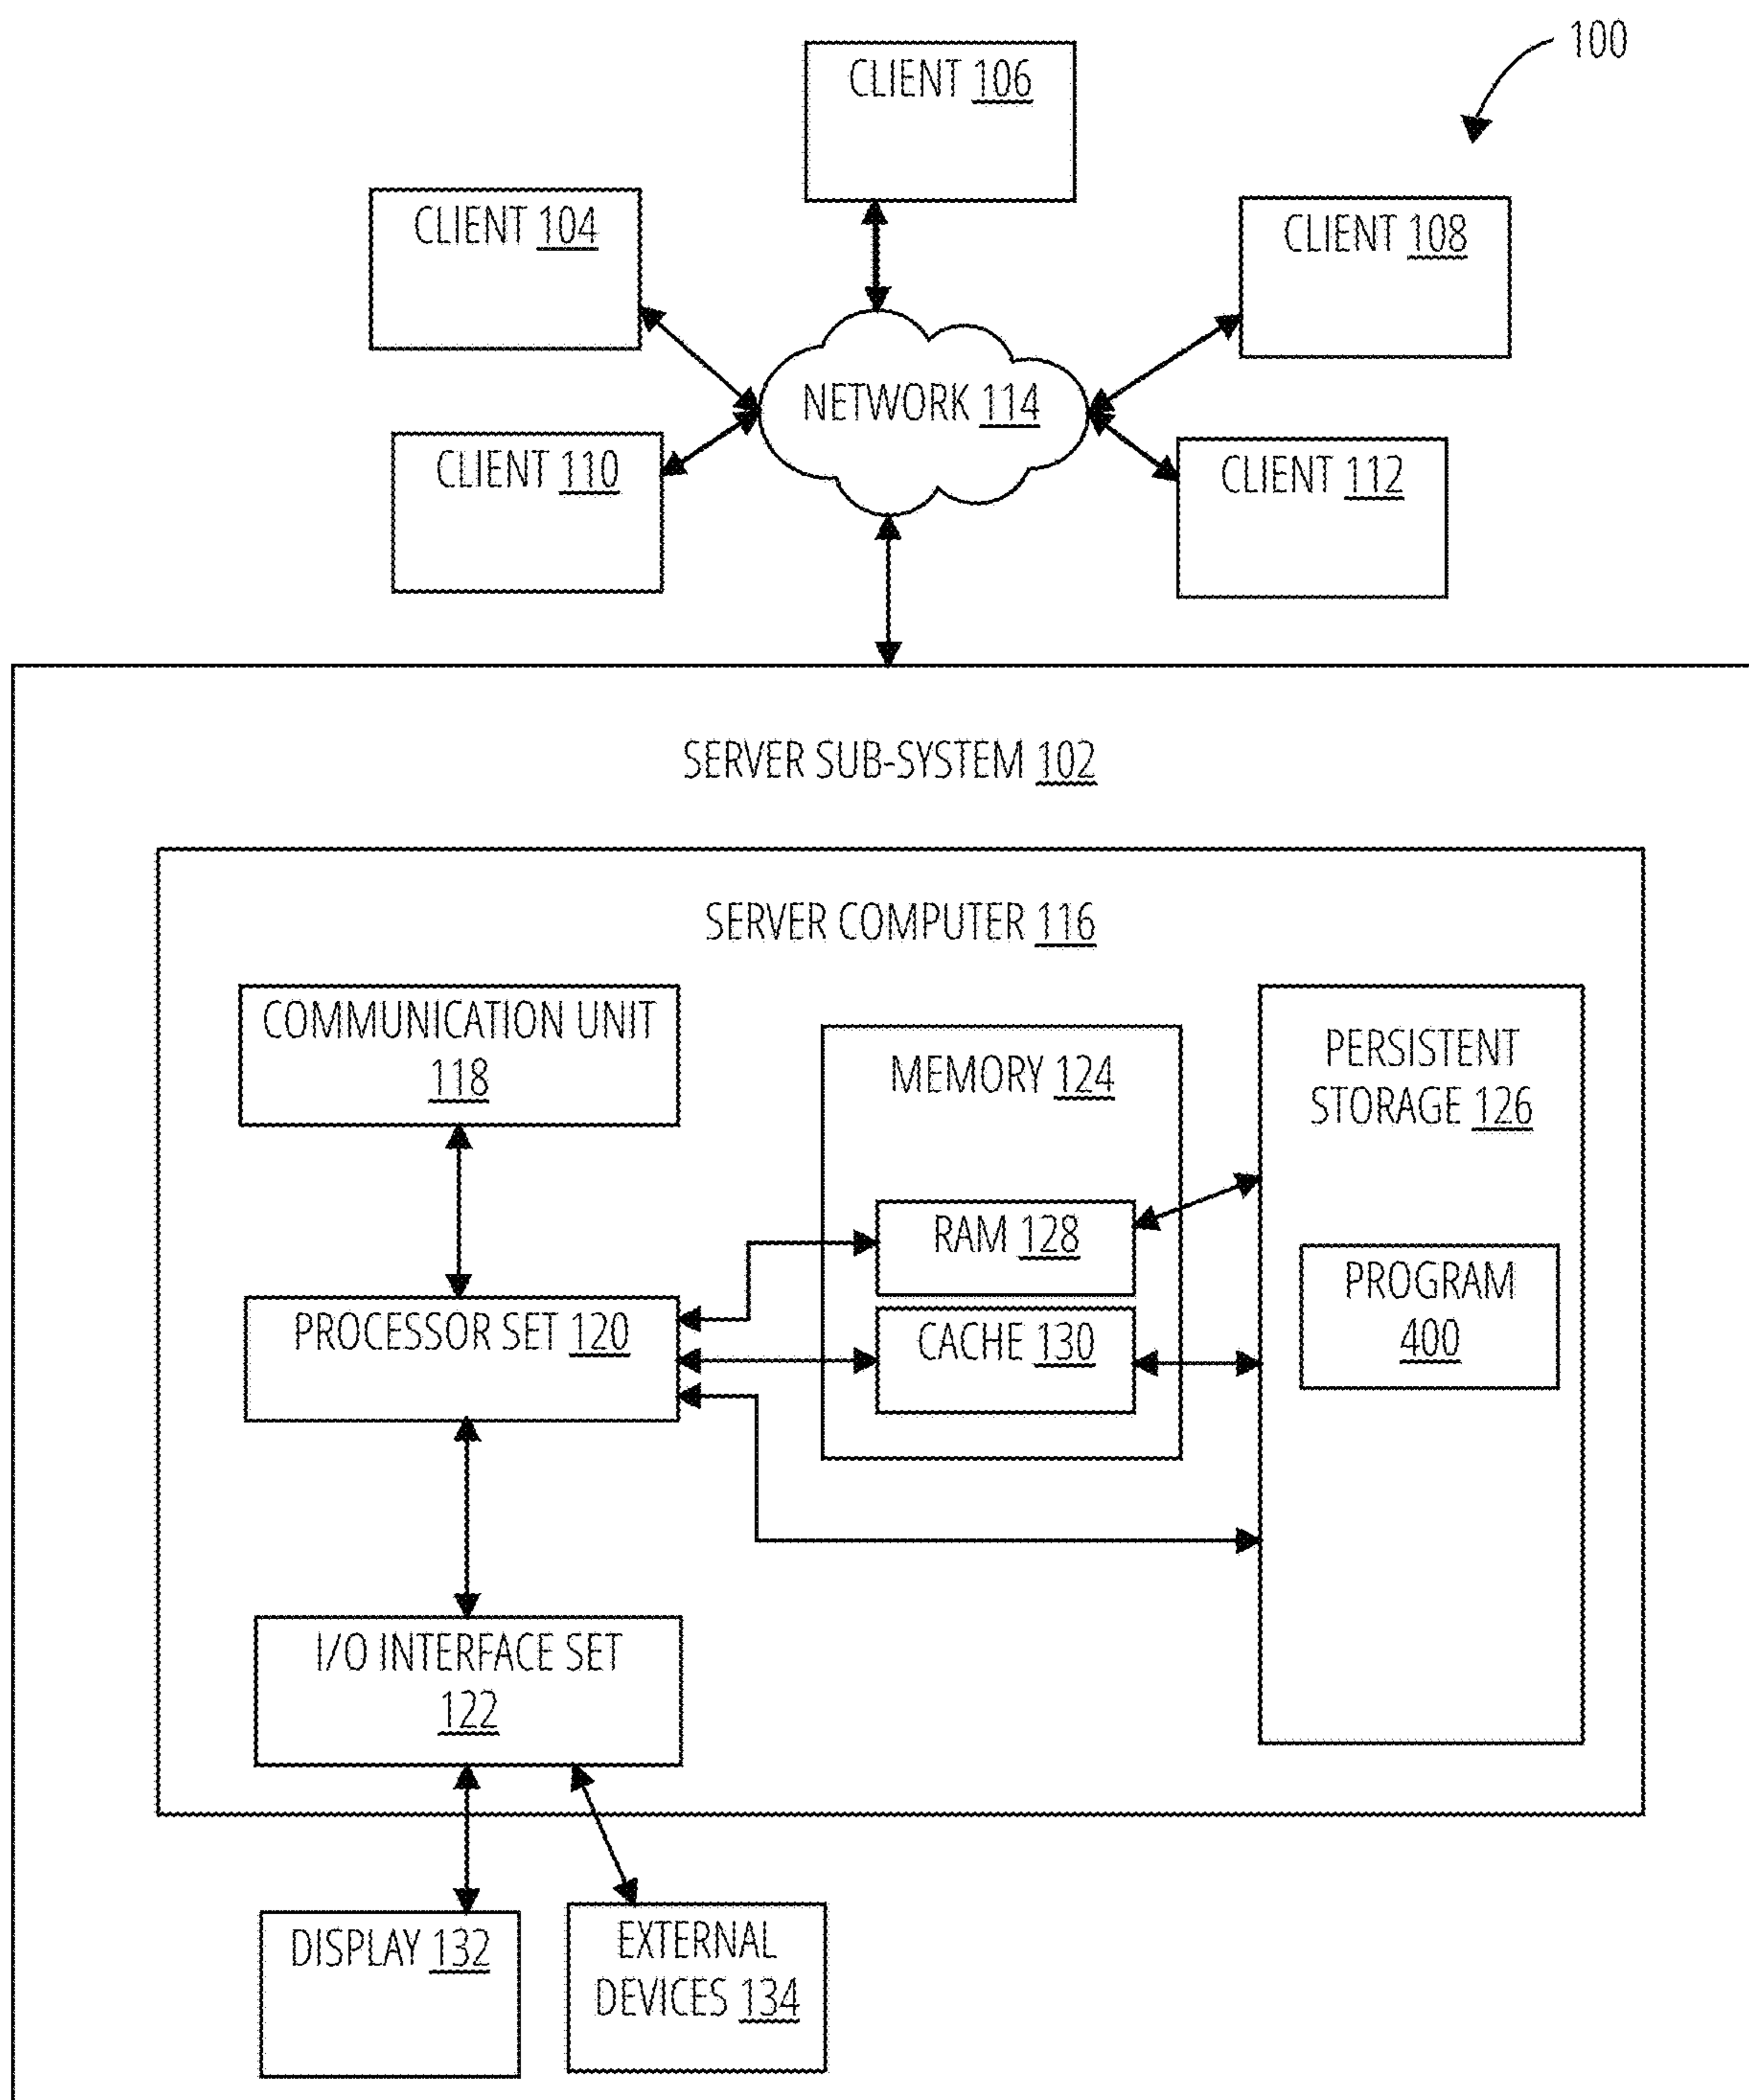 100
CLIENT 106
CLIENT 104
CLIENT 108
NETWORK 114
CLIENT 110
CLIENT 112
SERVER SUB-SYSTEM 102
SERVER COMPUTER 116
COMMUNICATION UNIT
118
MEMORY 124
PERSISTENT
STORAGE 126
RAM 128
PROGRAM
400
PROCESSOR SET 120
CACHE 130
I/O INTERFACE SET
122
DISPLAY 132
EXTERNAL
DEVICES 134